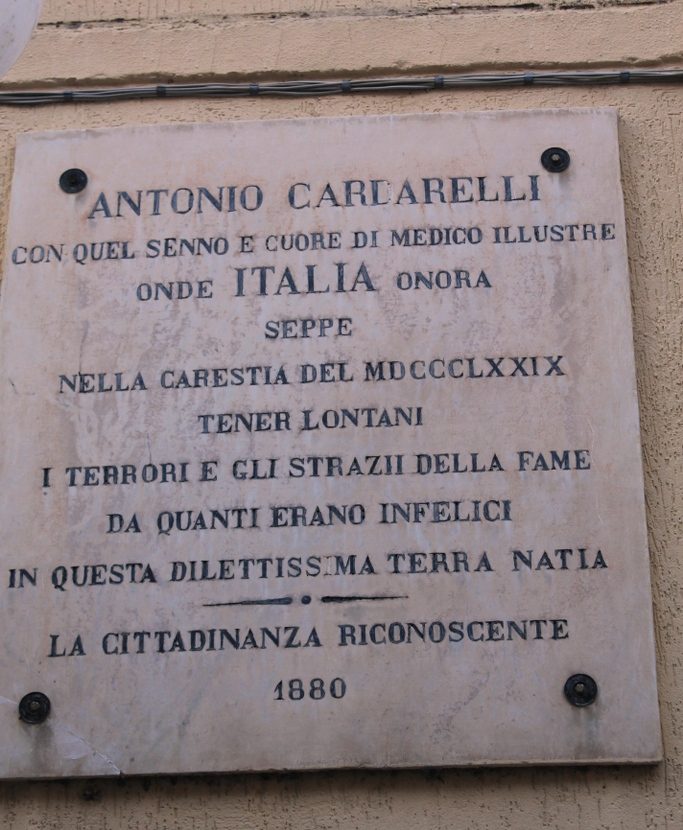 ANTONIO CARDARELLI
CON QUEL SENNO E CUORE DI MEDICO ILLUSTRE
ONDE ITALIA ONORA
SEPPE
NELLA CARESTIA DEL MDCCCLXXIX
TENER LONTANI
I TERRORI E GLI STRAZII DELLA FAME
DA QUANTI ERANO INFELICI
IN QUESTA DILETTISSIMA TERRA NATIA
LA CITTADINANZA RICONOSCENTE
1880